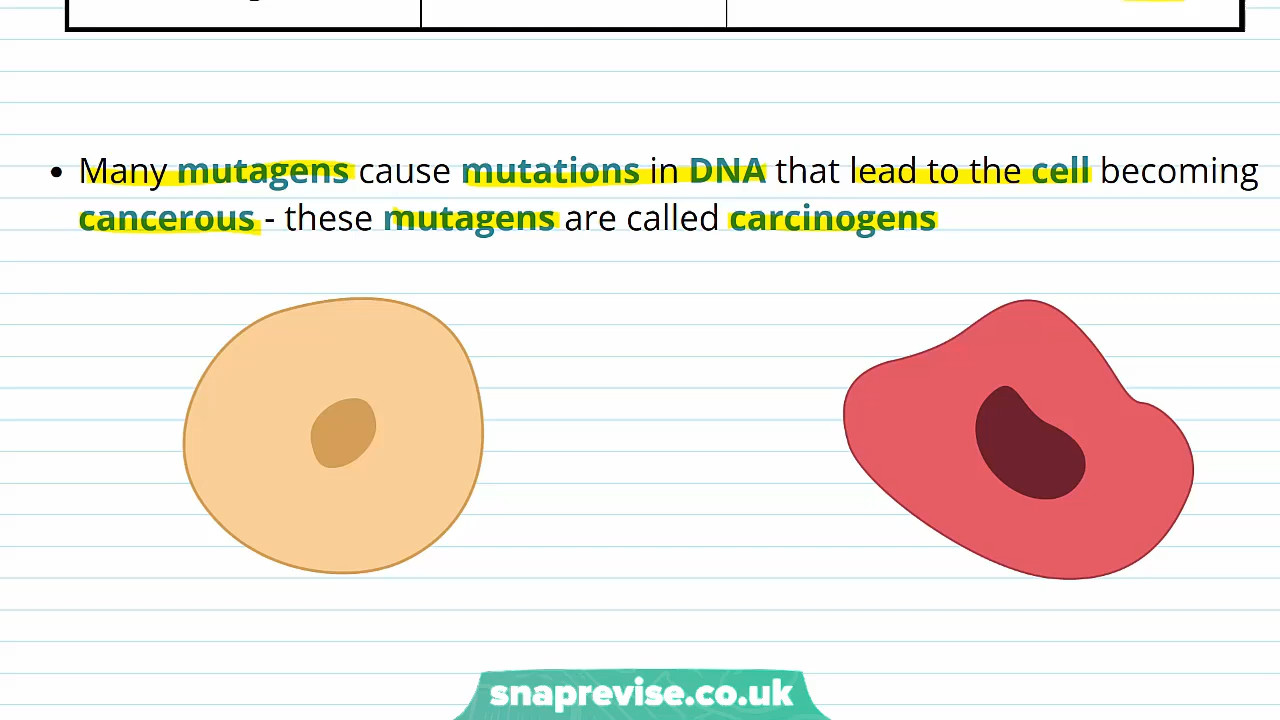 • Many mutagens cause mutations in DNA that lead to the cell becoming
cancerous - these mutagens are called carcinogens
snaprevise.co.uk